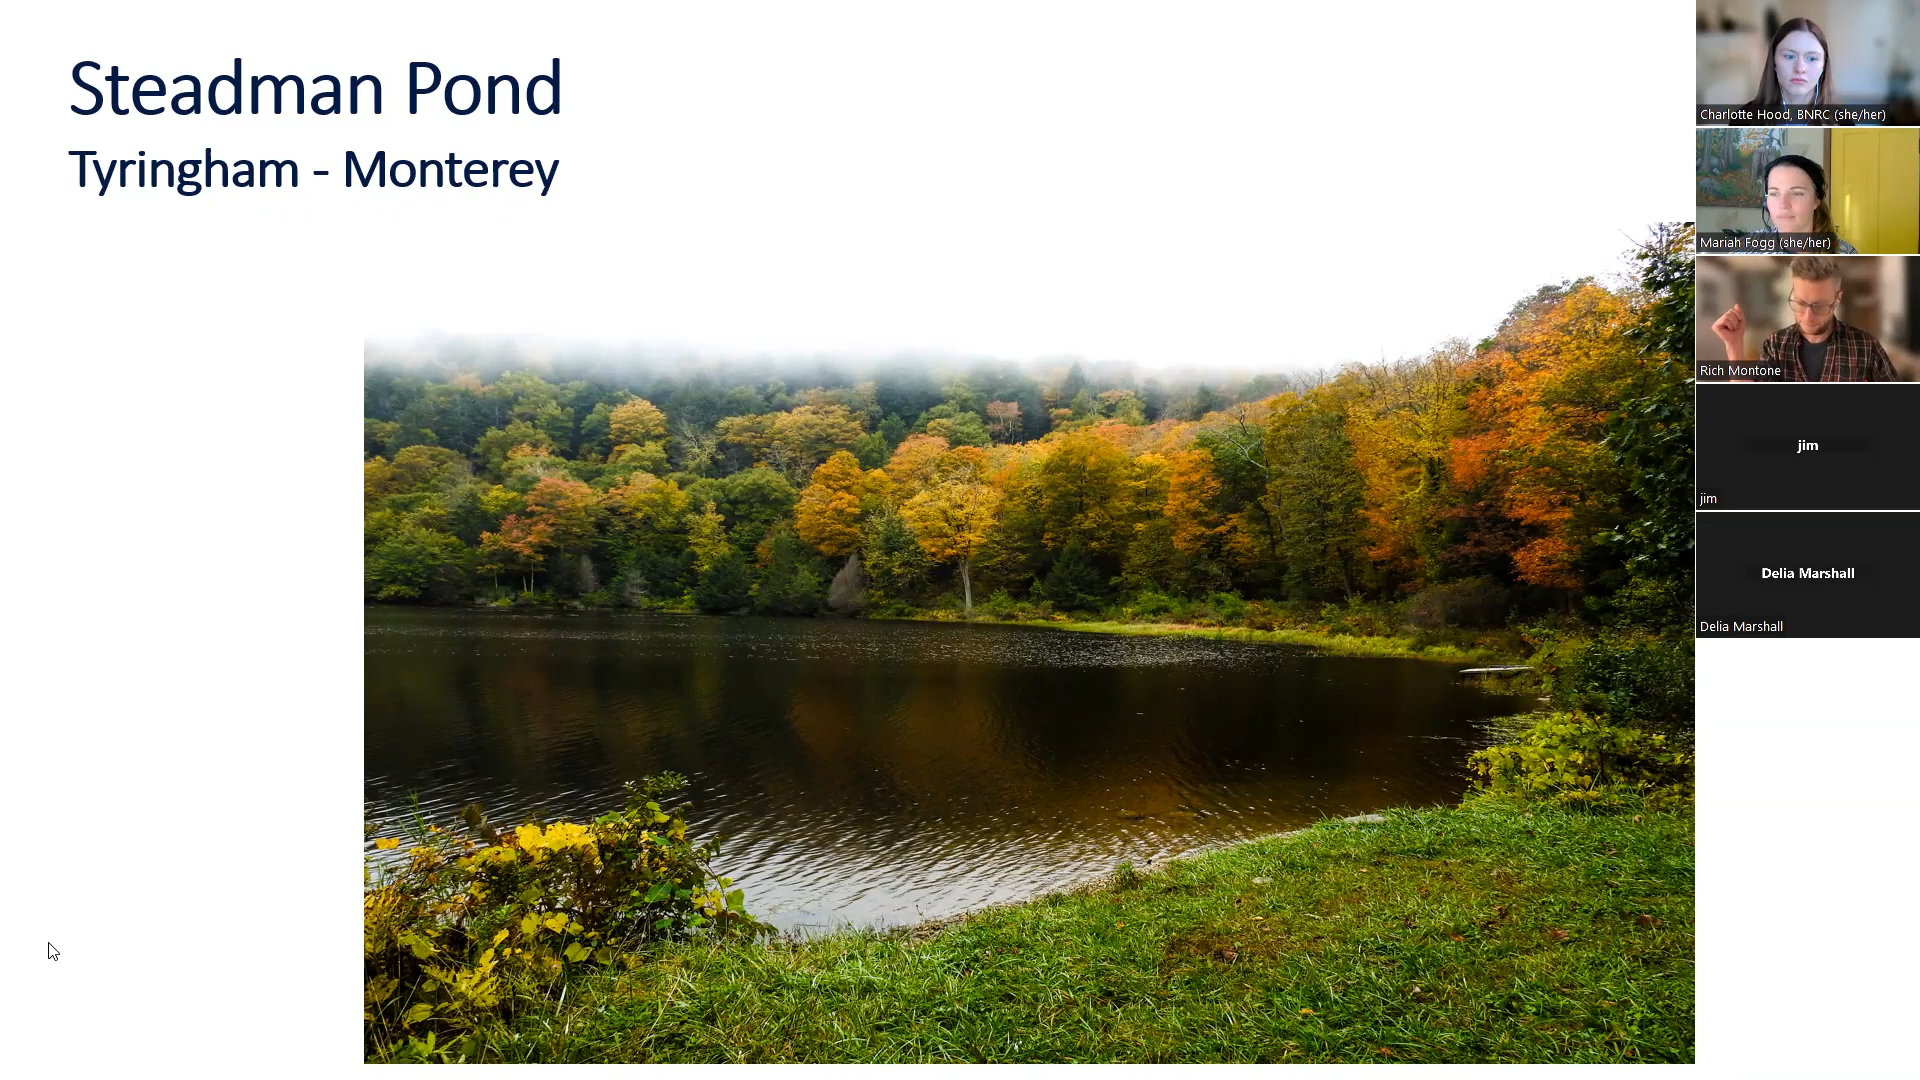 Steadman Pond
Tyringham - Monterey
Charlotte Hood, BNRC (she/her)
Mariah Fogg (she/her)
Rich Montone
jim
jim
Delia Marshall
Delia Marshall